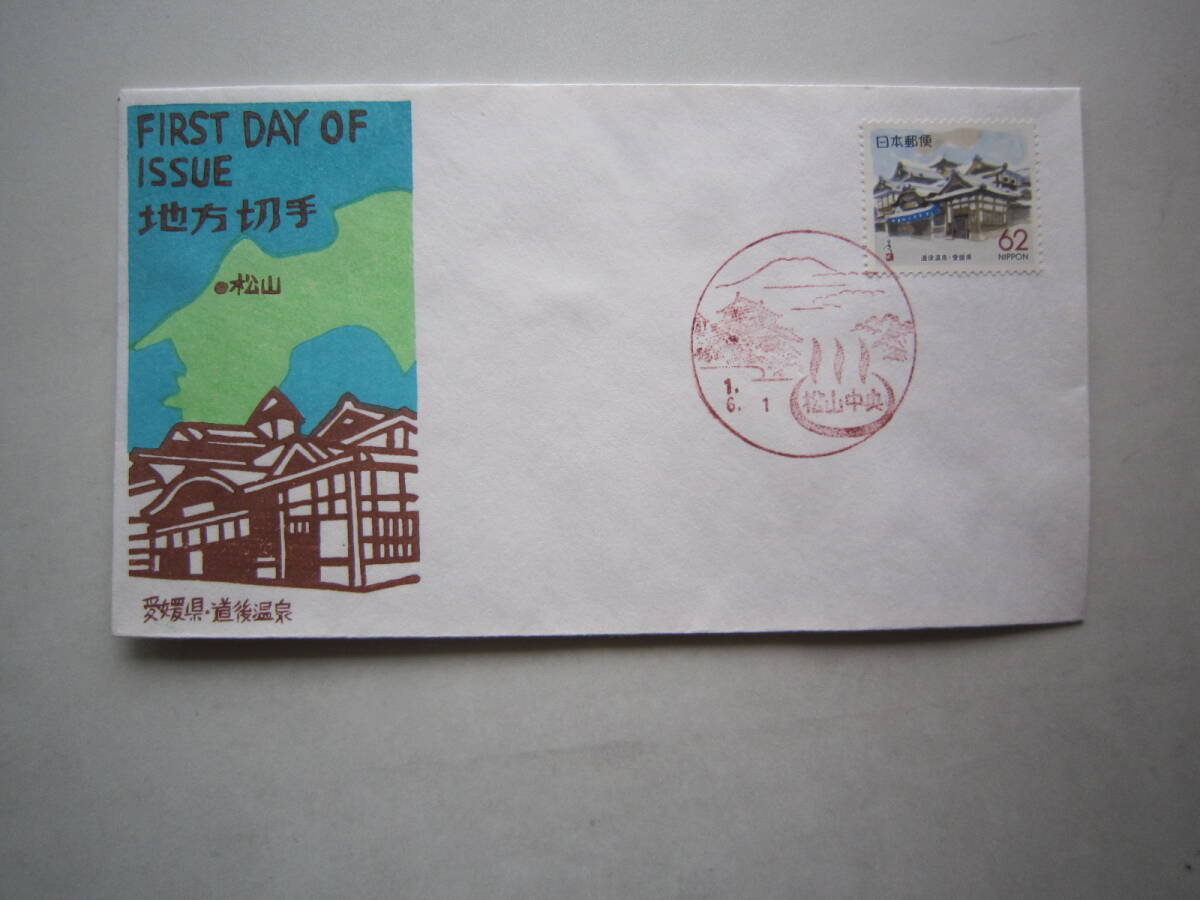 FIRST DAY OF
ISSUE
地方切手
松山
愛媛県・道後温泉
日本郵便
62
NIPPON
道後温泉・愛媛県
1.
6. 1
松山中央